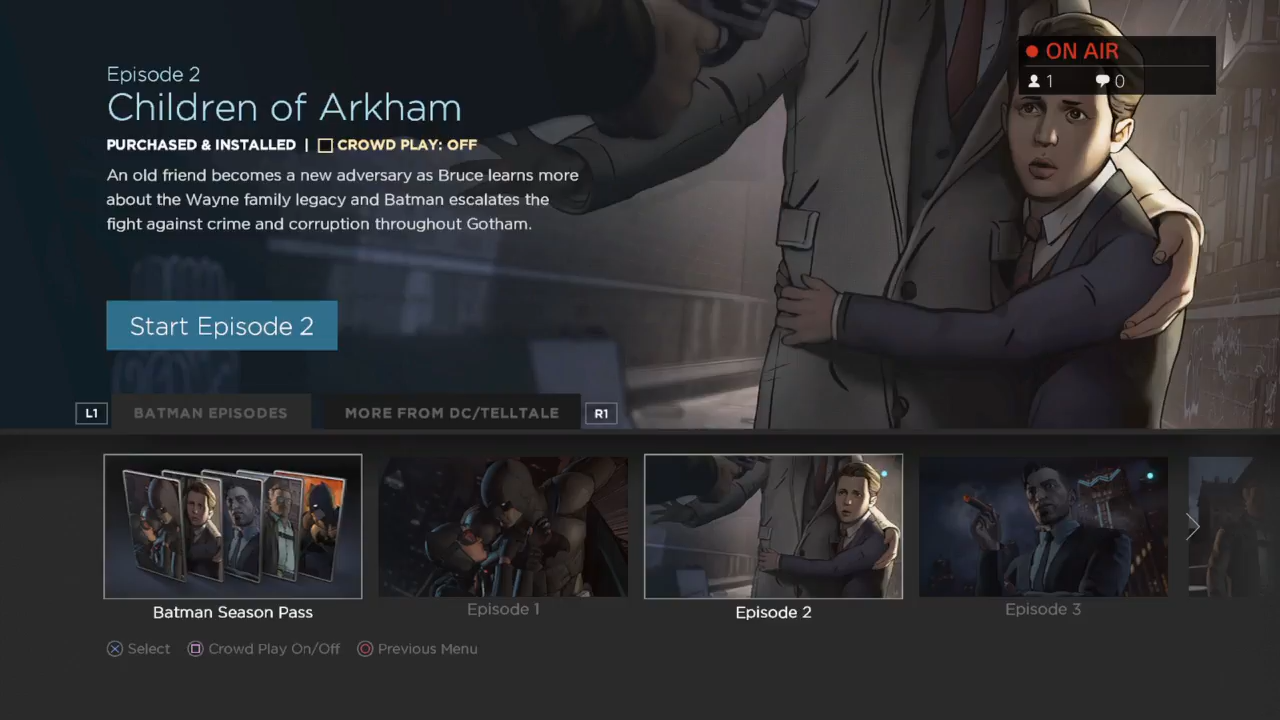 ON AIR
1 0
Episode 2
Children of Arkham
PURCHASED & INSTALLED | CROWD PLAY: OFF
An old friend becomes a new adversary as Bruce learns more
about the Wayne family legacy and Batman escalates the
fight against crime and corruption throughout Gotham.
Start Episode 2
L1 BATMAN EPISODES MORE FROM DC/TELLTALE R1
Batman Season Pass Episode 1 Episode 2 Episode 3
Select Crowd Play On/Off Previous Menu